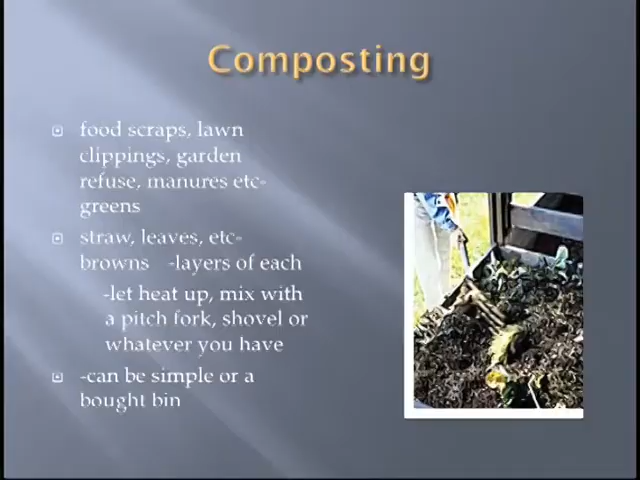 Composting
food scraps, lawn
clippings, garden
refuse, manures etc-
greens
straw, leaves, etc-
browns -layers of each
-let heat up, mix with
a pitch fork, shovel or
whatever you have
-can be simple or a
bought bin